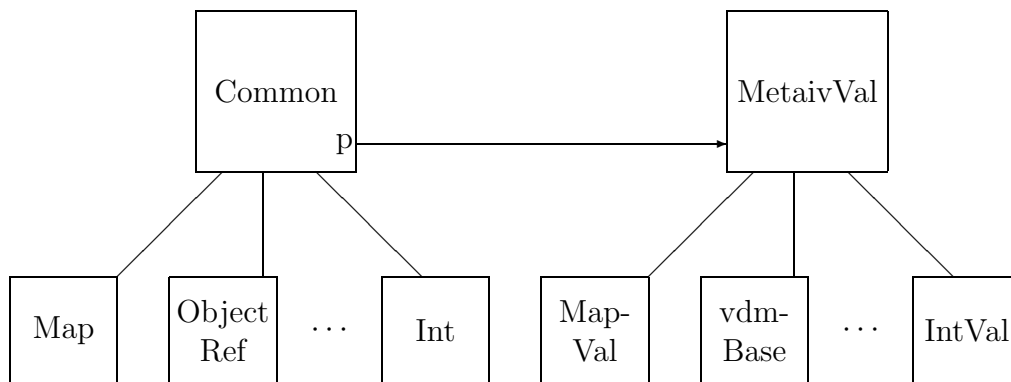 Common
MetaivVal
p
Map
Object
Ref
...
Int
Map-
Val
vdm-
Base
...
IntVal